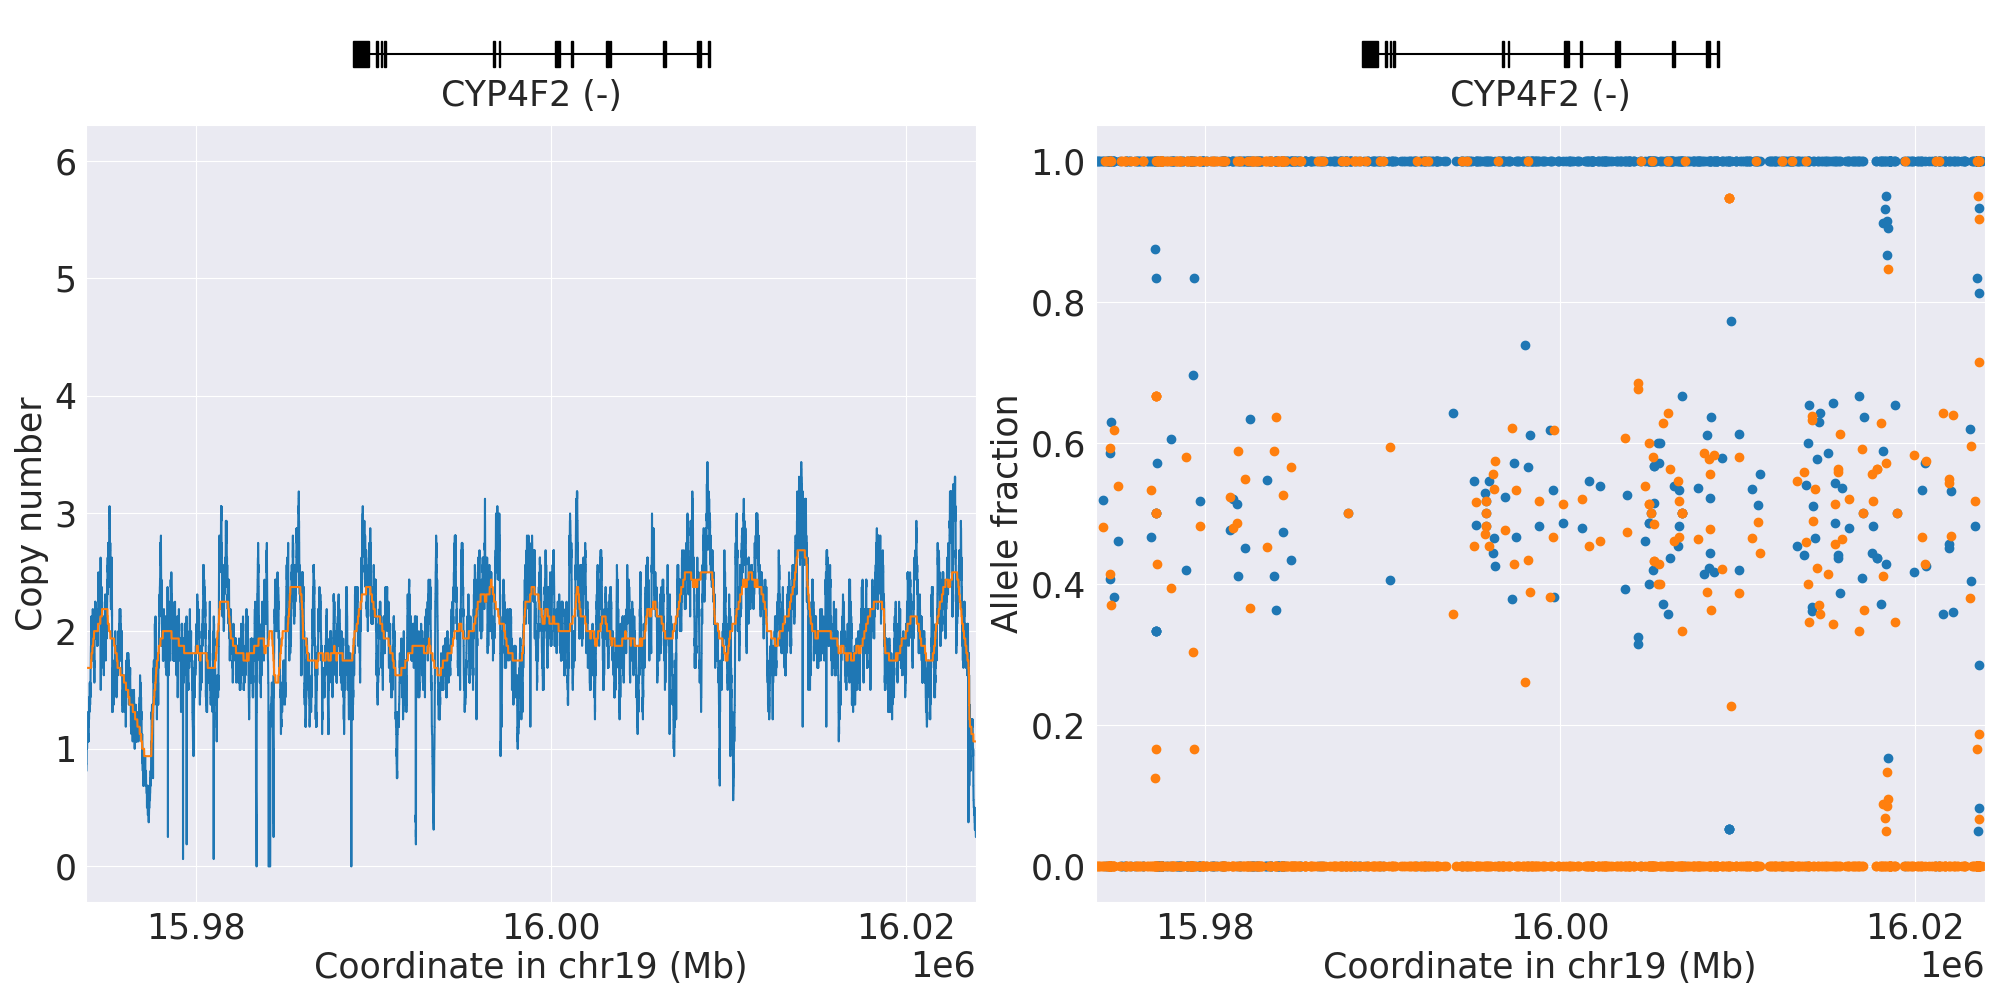 CYP4F2 (-)
6
5
4
3
2
1
0
Copy number
15.98
16.00
16.02
Coordinate in chr19 (Mb)
1e6
CYP4F2 (-)
1.0
0.8
0.6
0.4
0.2
0.0
Allele fraction
15.98
16.00
16.02
Coordinate in chr19 (Mb)
1e6